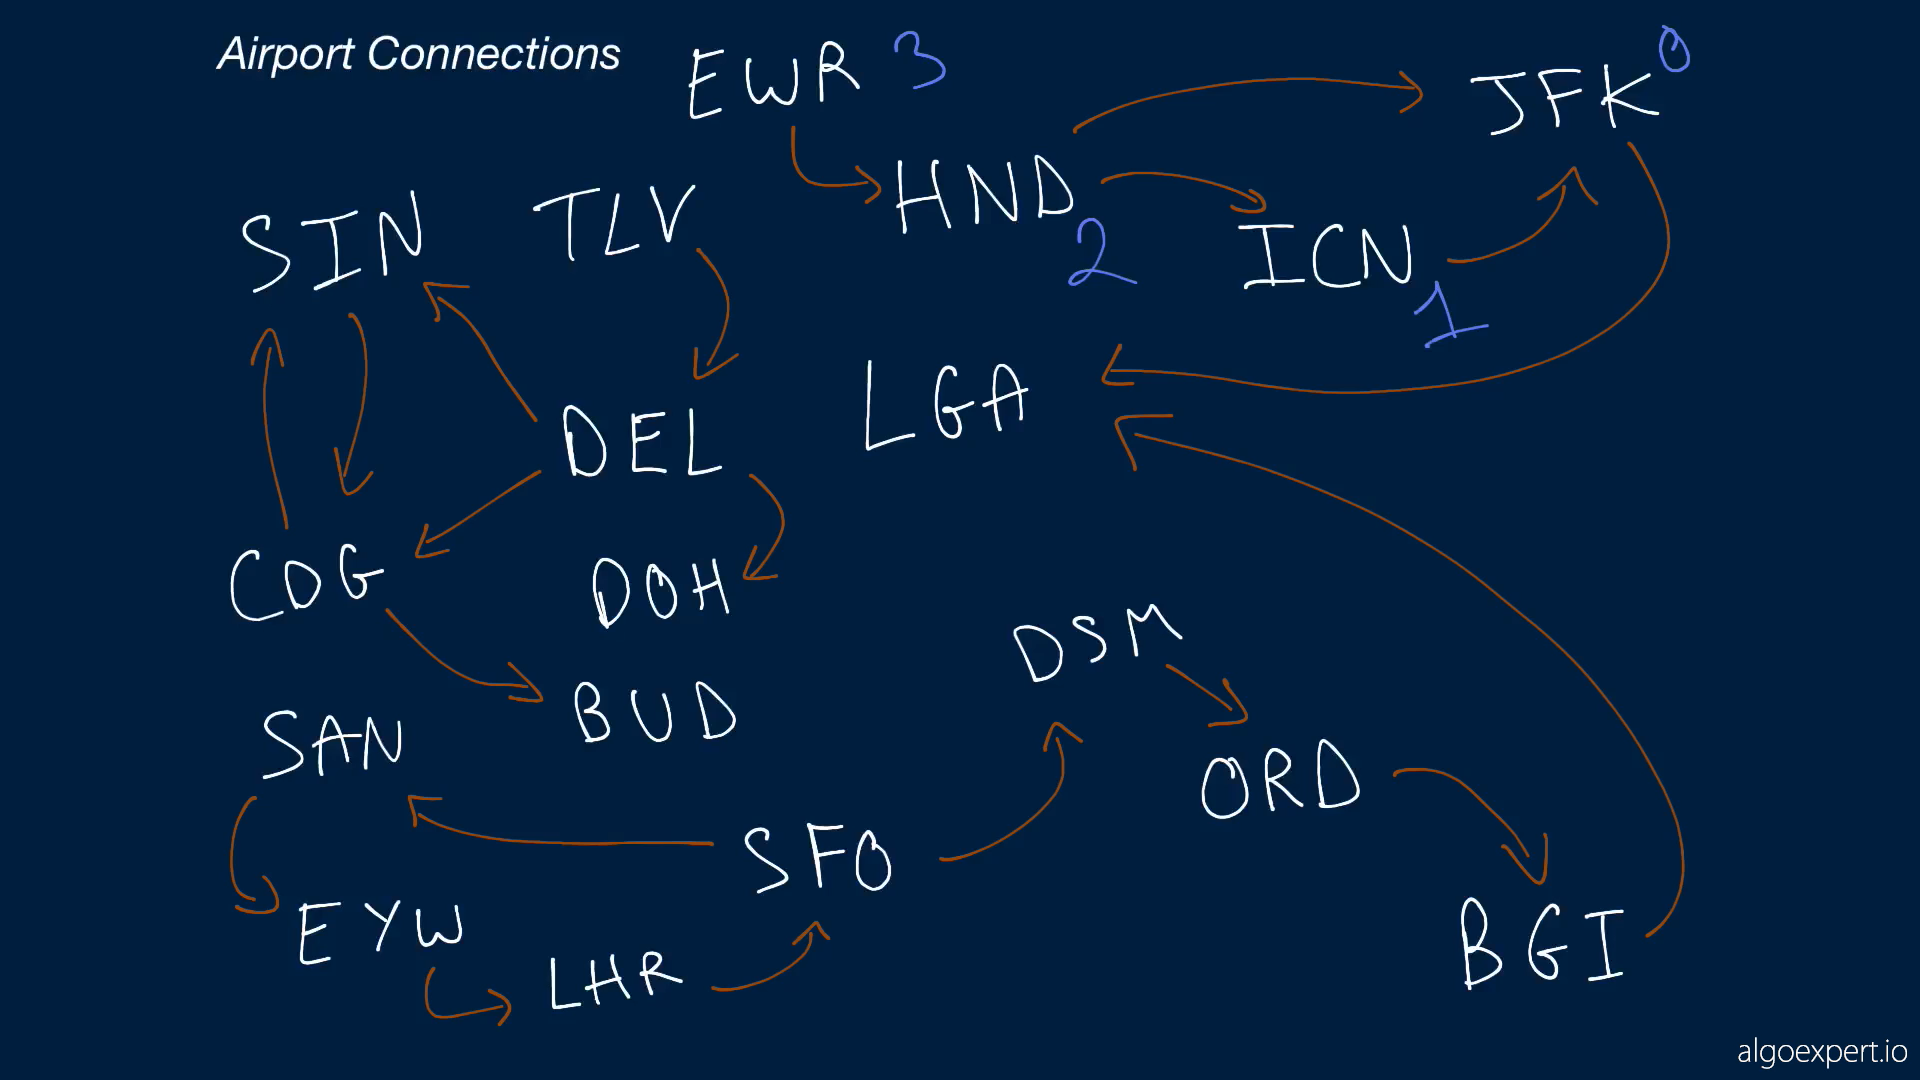 Airport Connections
EWR 3
JFK 0
HND 2
SIN
TLV
ICN 1
LGA
DEL
CDG
DOH
DSM
BUD
SAN
ORD
SFO
EYW
BGI
LHR
algoexpert.io